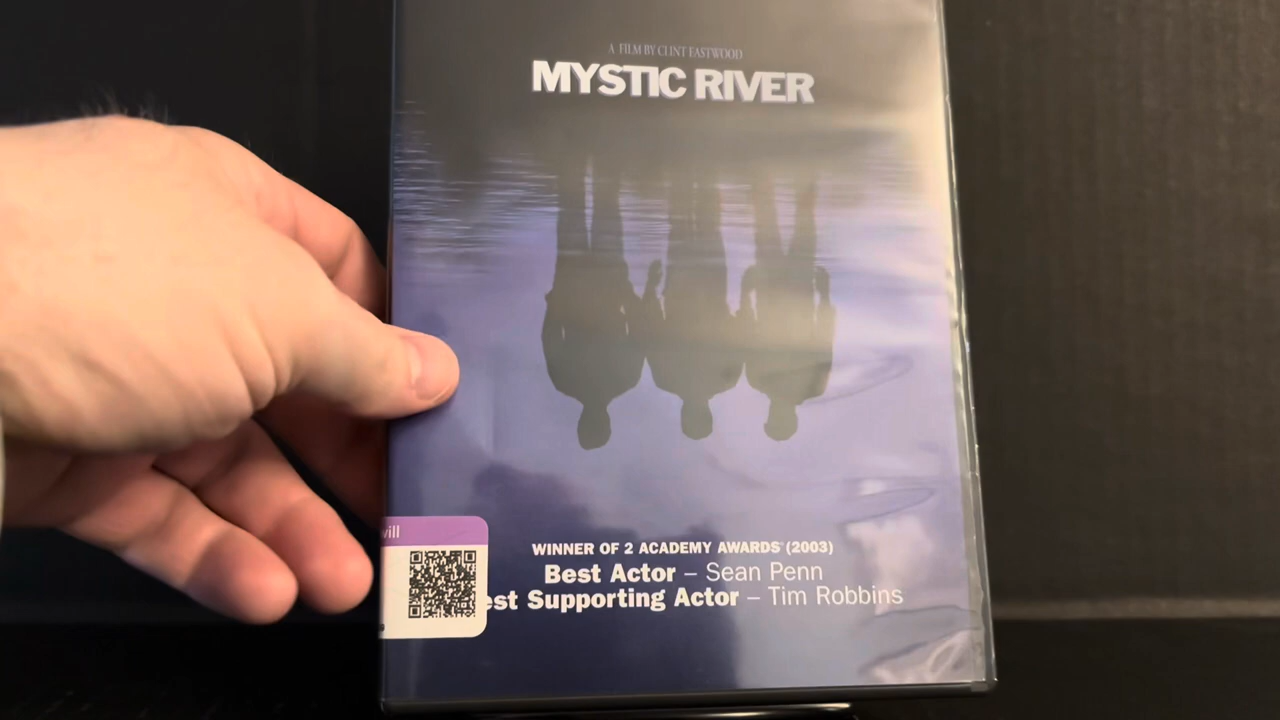 A FILM BY CLINT EASTWOOD
MYSTIC RIVER
vill
WINNER OF 2 ACADEMY AWARDS® (2003)
Best Actor – Sean Penn
est Supporting Actor – Tim Robbins